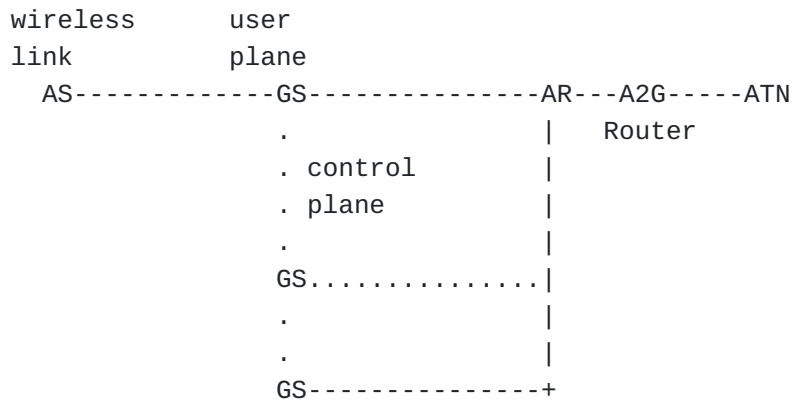 wireless      user
link          plane
  AS-------------GS---------------AR---A2G-----ATN
                 .                |   Router
                 . control        |
                 . plane          |
                 .                |
                 GS...............|
                 .                |
                 .                |
                 GS---------------+